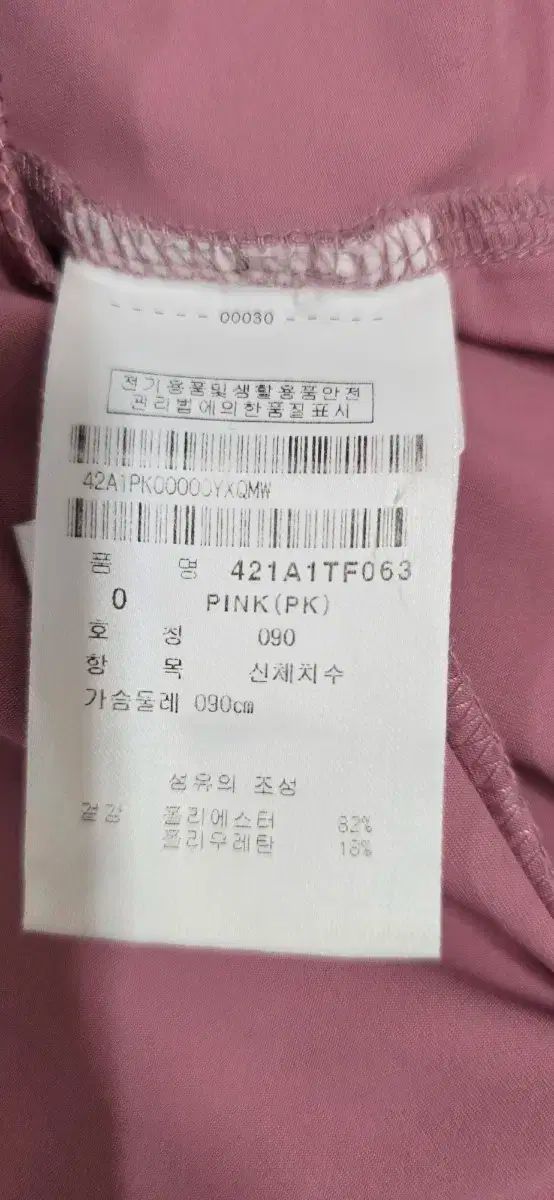 00030
전기용품및생활용품안전
관리법에의한품질표시
42A1PK00000YXQMW
품 명 421A1TF063
0 PINK(PK)
호 칭 090
항 목 신체치수
가슴둘레 090cm
섬유의 조성
겉감 폴리에스터 82%
폴리우레탄 18%